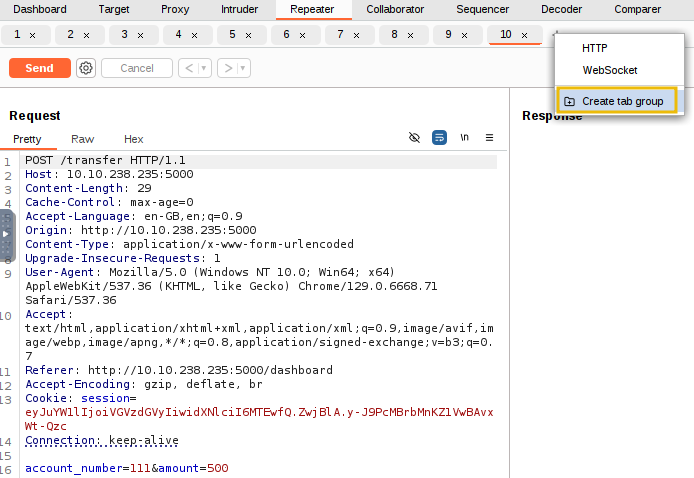 Dashboard Target Proxy Intruder Repeater Collaborator Sequencer Decoder Comparer
1 × 2 × 3 × 4 × 5 × 6 × 7 × 8 × 9 × 10 ×
HTTP
WebSocket
Create tab group
Send Cancel < >
Request Response
Pretty Raw Hex \n
1 POST /transfer HTTP/1.1
2 Host: 10.10.238.235:5000
3 Content-Length: 29
4 Cache-Control: max-age=0
Accept-Language: en-GB,en;q=0.9
Origin: http://10.10.238.235:5000
Content-Type: application/x-www-form-urlencoded
8 Upgrade-Insecure-Requests: 1
9 User-Agent: Mozilla/5.0 (Windows NT 10.0; Win64; x64)
AppleWebKit/537.36 (KHTML, like Gecko) Chrome/129.0.6668.71
Safari/537.36
10 Accept:
text/html,application/xhtml+xml,application/xml;q=0.9,image/avif,ima
ge/webp,image/apng,*/*;q=0.8,application/signed-exchange;v=b3;q=0.
7
11 Referer: http://10.10.238.235:5000/dashboard
12 Accept-Encoding: gzip, deflate, br
13 Cookie: session=
eyJuYW1lIjoiVGVzdGVyIiwidXNlciI6MTEwfQ.ZwjBlA.y-J9PcMBrbMnKZ1VwBAvx
Wt-Qzc
14 Connection: keep-alive
15
16 account_number=111&amount=500